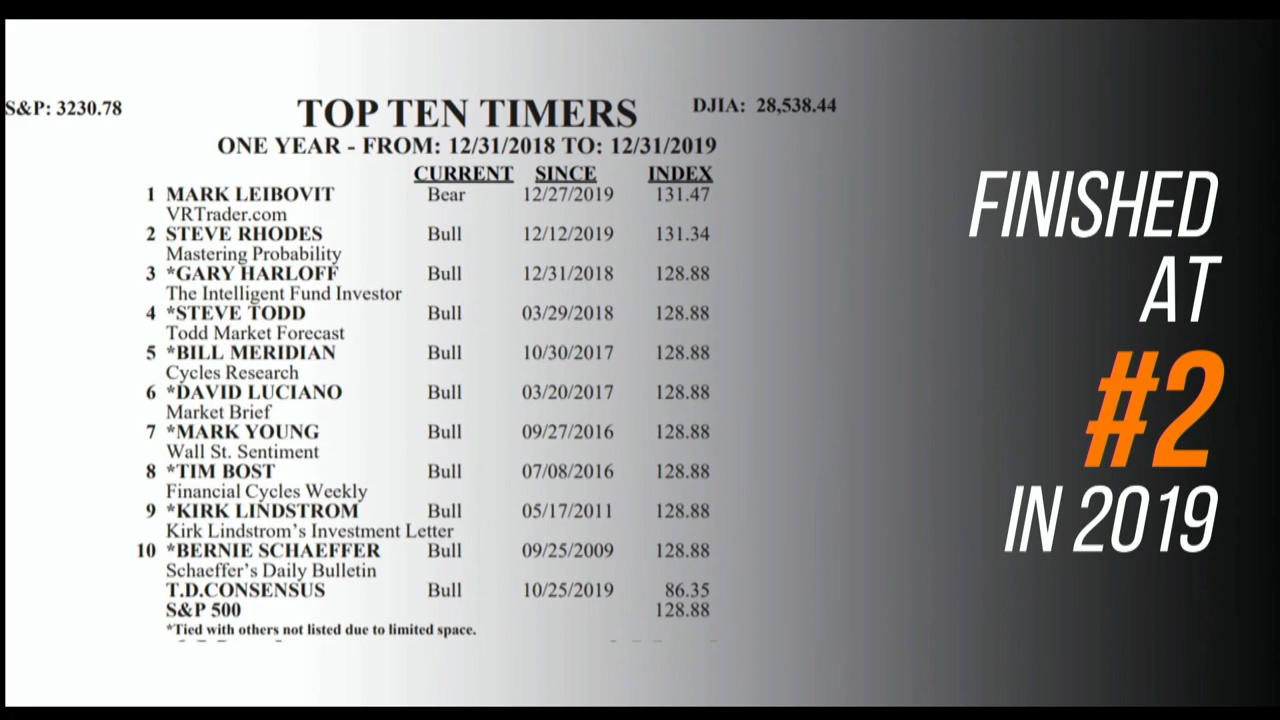 S&P: 3230.78
TOP TEN TIMERS
DJIA: 28,538.44
ONE YEAR - FROM: 12/31/2018 TO: 12/31/2019
CURRENT SINCE INDEX
1 MARK LEIBOVIT Bear 12/27/2019 131.47
VRTrader.com
2 STEVE RHODES Bull 12/12/2019 131.34
Mastering Probability
3 *GARY HARLOFF Bull 12/31/2018 128.88
The Intelligent Fund Investor
4 *STEVE TODD Bull 03/29/2018 128.88
Todd Market Forecast
5 *BILL MERIDIAN Bull 10/30/2017 128.88
Cycles Research
6 *DAVID LUCIANO Bull 03/20/2017 128.88
Market Brief
7 *MARK YOUNG Bull 09/27/2016 128.88
Wall St. Sentiment
8 *TIM BOST Bull 07/08/2016 128.88
Financial Cycles Weekly
9 *KIRK LINDSTROM Bull 05/17/2011 128.88
Kirk Lindstrom's Investment Letter
10 *BERNIE SCHAEFFER Bull 09/25/2009 128.88
Schaeffer's Daily Bulletin
T.D.CONSENSUS Bull 10/25/2019 86.35
S&P 500 128.88
*Tied with others not listed due to limited space.
FINISHED
AT
#2
IN 2019